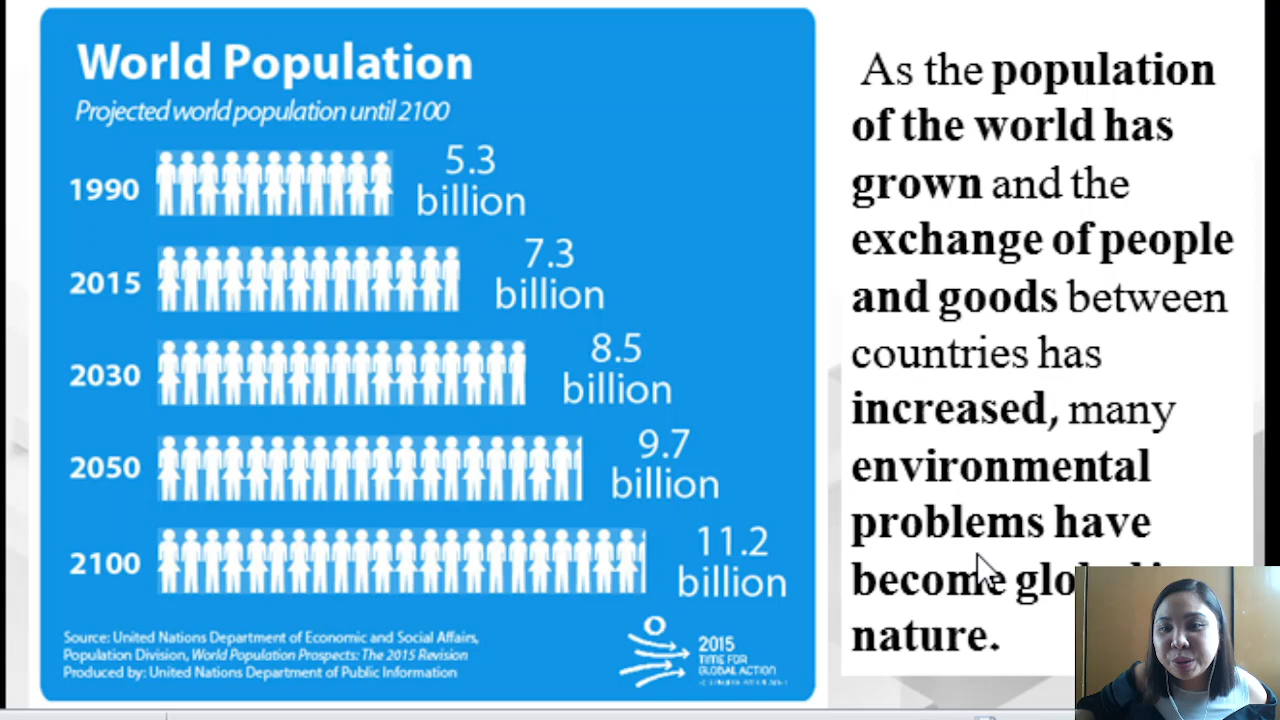 World Population
Projected world population until 2100
1990
5.3
billion
2015
7.3
billion
2030
8.5
billion
2050
9.7
billion
2100
11.2
billion
Source: United Nations Department of Economic and Social Affairs,
Population Division, World Population Prospects: The 2015 Revision
Produced by: United Nations Department of Public Information
2015
TIME FOR
GLOBAL ACTION
As the population
of the world has
grown and the
exchange of people
and goods between
countries has
increased, many
environmental
problems have
become
nature.